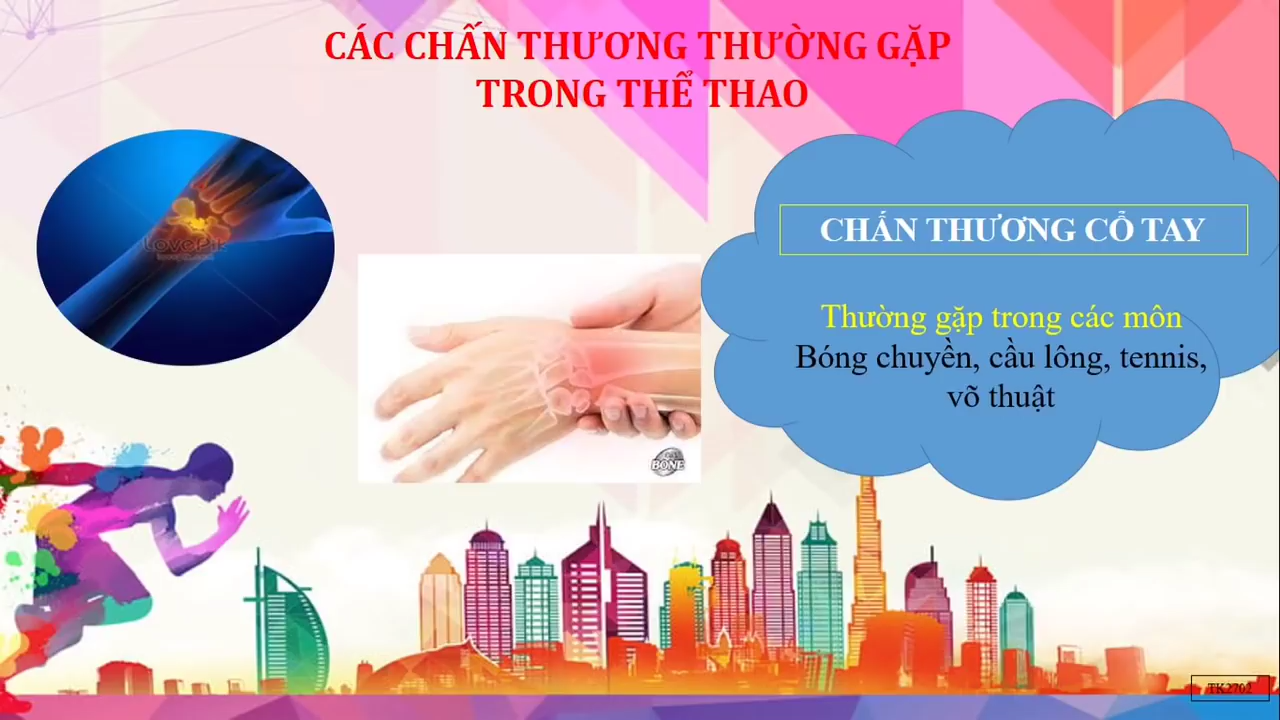 CÁC CHẤN THƯƠNG THƯỜNG GẶP
TRONG THỂ THAO
CHẤN THƯƠNG CỔ TAY
Thường gặp trong các môn
Bóng chuyền, cầu lông, tennis,
võ thuật
BONE
TK2702